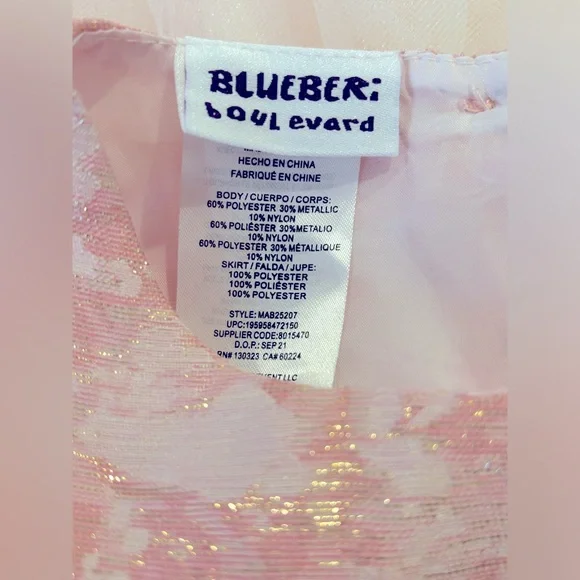 BLUEBERi
boulevard
HECHO EN CHINA
FABRIQUÉ EN CHINE
BODY / CUERPO / CORPS:
60% POLYESTER 30% METALLIC
10% NYLON
60% POLIÉSTER 30%METALIO
10% NYLON
60% POLYESTER 30% MÉTALLIQUE
10% NYLON
SKIRT / FALDA / JUPE:
100% POLYESTER
100% POLIÉSTER
100% POLYESTER
STYLE: MAB25207
UPC:195958472150
SUPPLIER CODE:8015470
D.O.P.: SEP 21
RN# 130323 CA# 60224
LLC